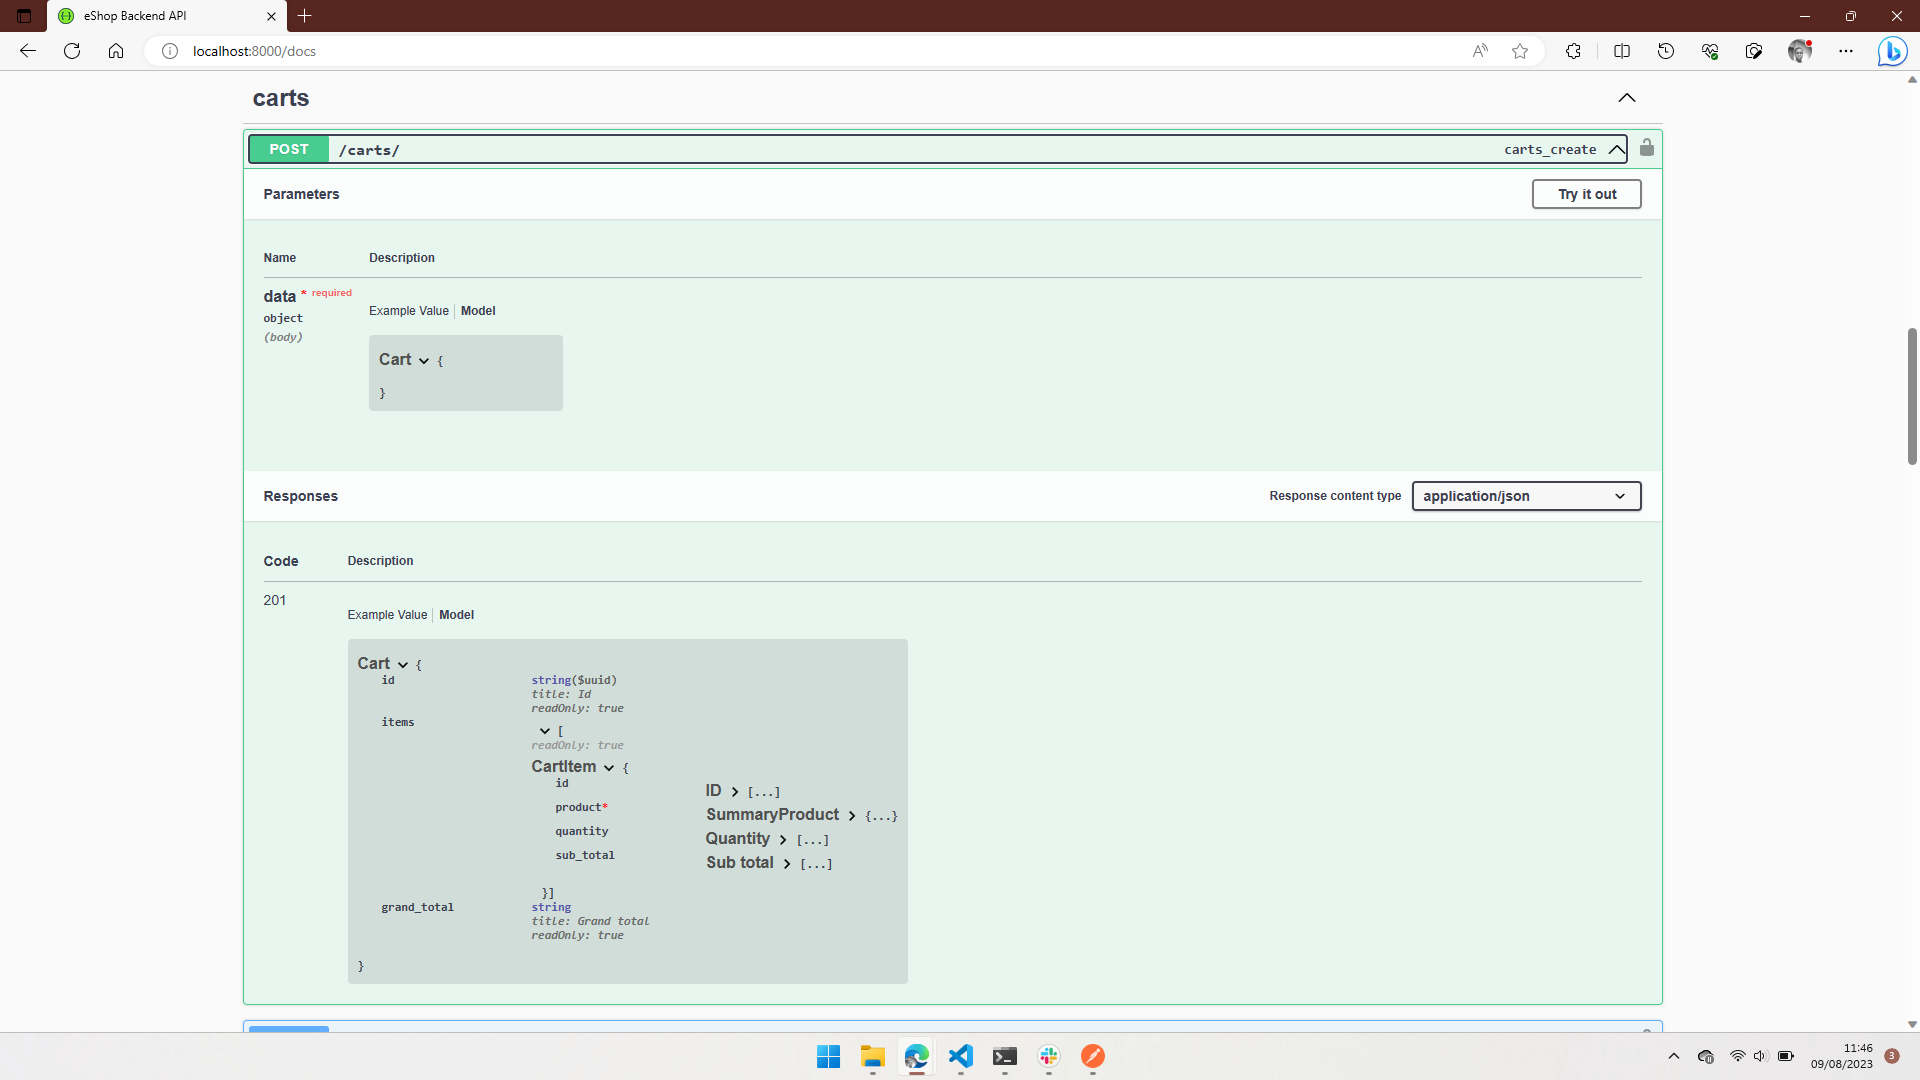 eShop Backend API
localhost:8000/docs
carts
POST /carts/ carts_create
Parameters Try it out
Name Description
data * required
object
(body)
Example Value Model
Cart {
}
Responses Response content type application/json
Code Description
201
Example Value Model
Cart {
id string($uuid)
title: Id
readOnly: true
items [
readOnly: true
CartItem {
id ID [...]
product* SummaryProduct {...}
quantity Quantity [...]
sub_total Sub total [...]
}]
grand_total string
title: Grand total
readOnly: true
}
11:46
09/08/2023
3